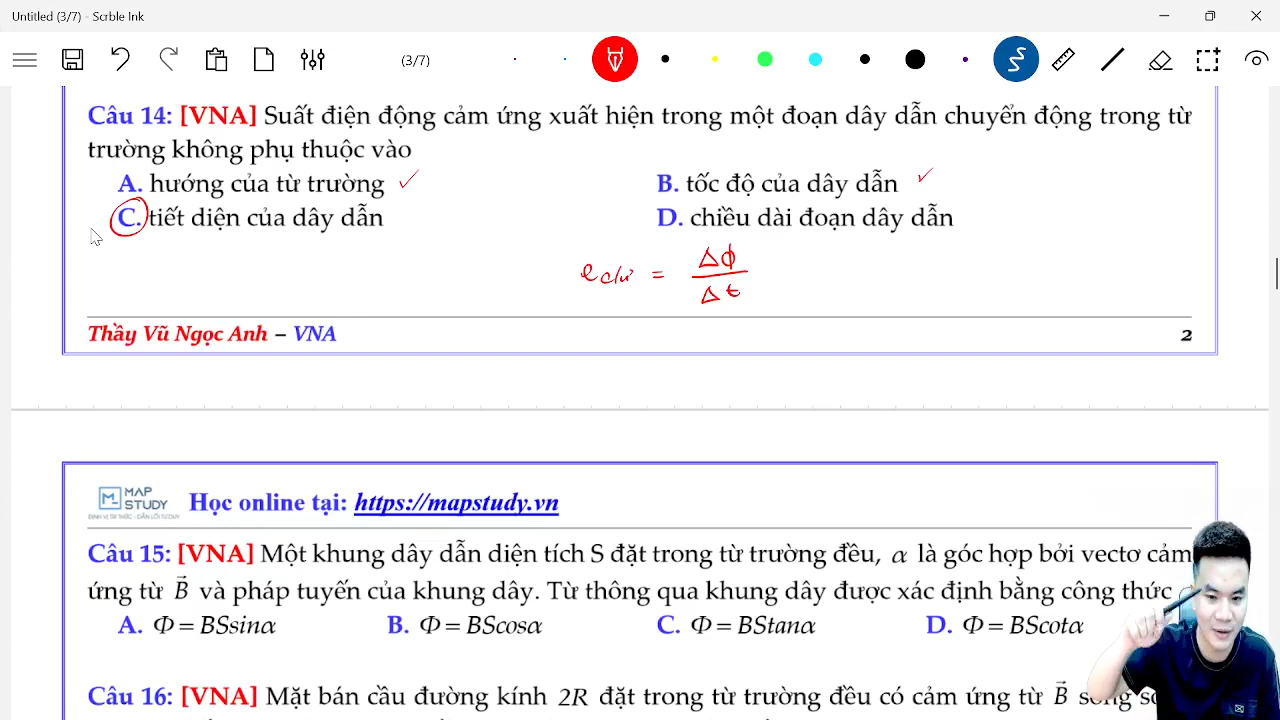 Untitled (3/7) - Scrble Ink
(3/7)
Câu 14: [VNA] Suất điện động cảm ứng xuất hiện trong một đoạn dây dẫn chuyển động trong từ
trường không phụ thuộc vào
A. hướng của từ trường
B. tốc độ của dây dẫn
C. tiết diện của dây dẫn
D. chiều dài đoạn dây dẫn
= ΔΦ / Δt
Thầy Vũ Ngọc Anh – VNA
2
MAP
STUDY
Học online tại: https://mapstudy.vn
Câu 15: [VNA] Một khung dây dẫn diện tích S đặt trong từ trường đều, α là góc hợp bởi vectơ cảm
ứng từ B⃗ và pháp tuyến của khung dây. Từ thông qua khung dây được xác định bằng công thức
A. Φ = BSsinα
B. Φ = BScosα
C. Φ = BStanα
D. Φ = BScotα
Câu 16: [VNA] Mặt bán cầu đường kính 2R đặt trong từ trường đều có cảm ứng từ B⃗